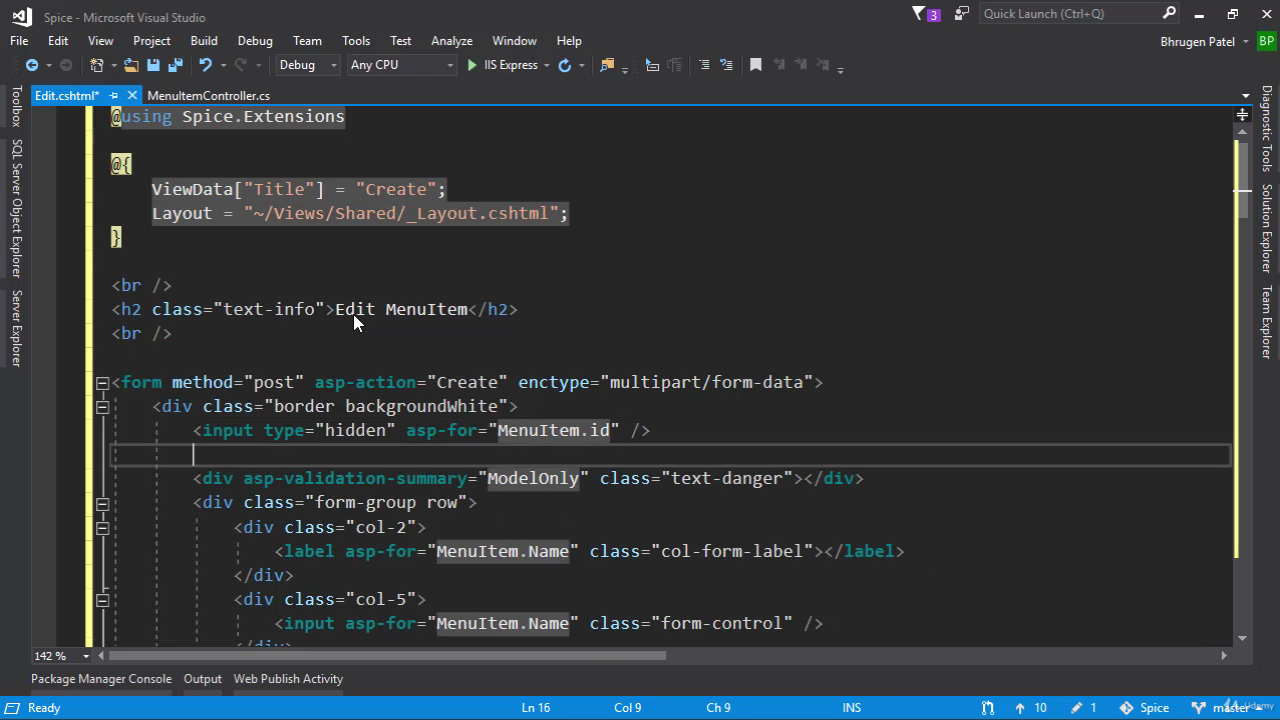 Spice - Microsoft Visual Studio
3
Quick Launch (Ctrl+Q)
File Edit View Project Build Debug Team Tools Test Analyze Window Help
Bhrugen Patel BP
Debug Any CPU IIS Express
Edit.cshtml* MenuItemController.cs
Toolbox
SQL Server Object Explorer
Server Explorer
Diagnostic Tools
Solution Explorer
Team Explorer
@using Spice.Extensions
@{
ViewData["Title"] = "Create";
Layout = "~/Views/Shared/_Layout.cshtml";
}
<br />
<h2 class="text-info">Edit MenuItem</h2>
<br />
<form method="post" asp-action="Create" enctype="multipart/form-data">
<div class="border backgroundWhite">
<input type="hidden" asp-for="MenuItem.id" />
<div asp-validation-summary="ModelOnly" class="text-danger"></div>
<div class="form-group row">
<div class="col-2">
<label asp-for="MenuItem.Name" class="col-form-label"></label>
</div>
<div class="col-5">
<input asp-for="MenuItem.Name" class="form-control" />
</div>
142 %
Package Manager Console Output Web Publish Activity
Ready Ln 16 Col 9 Ch 9 INS 10 1 Spice master
Udemy